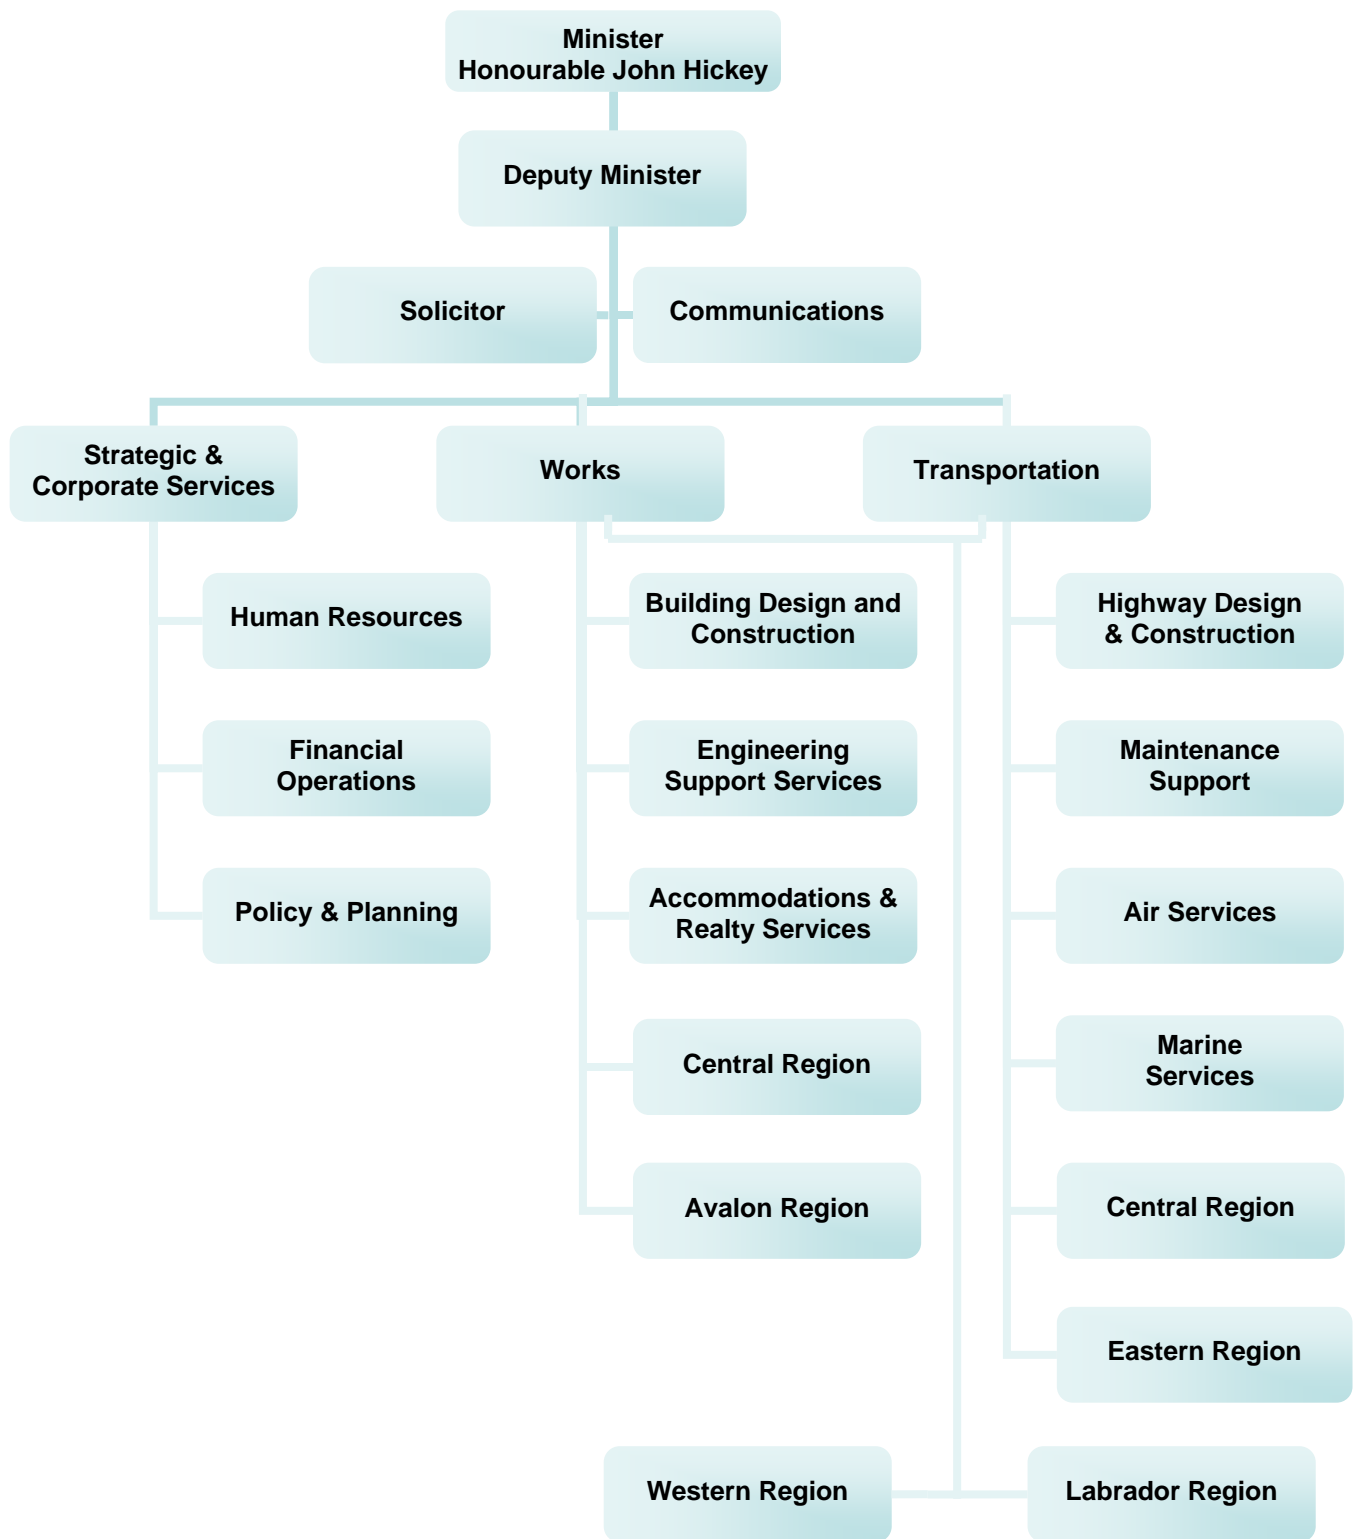 Minister
Honourable John Hickey
Deputy Minister
Solicitor
Communications
Strategic &
Corporate Services
Works
Transportation
Human Resources
Building Design and
Construction
Highway Design
& Construction
Financial
Operations
Engineering
Support Services
Maintenance
Support
Policy & Planning
Accommodations &
Realty Services
Air Services
Central Region
Marine
Services
Avalon Region
Central Region
Eastern Region
Western Region
Labrador Region